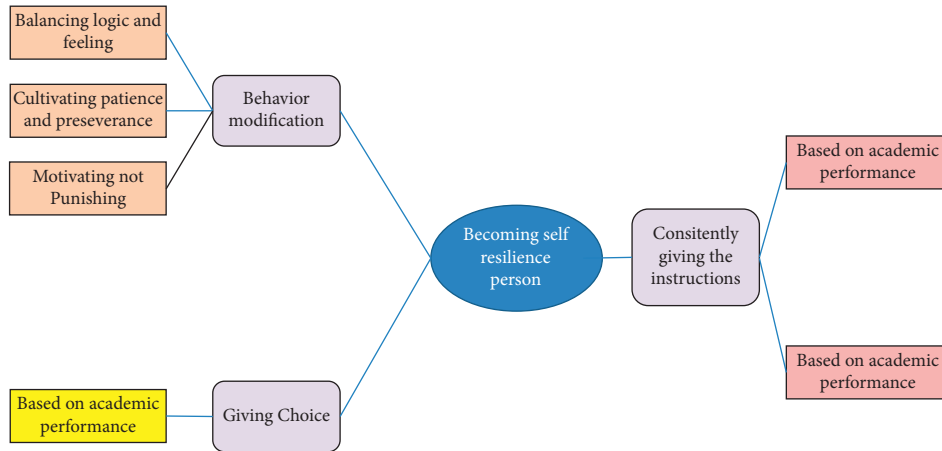 Balancing logic and
feeling
Cultivating patience
and preseverance
Motivating not
Punishing
Behavior
modification
Becoming self
resilience
person
Consitently
giving the
instructions
Based on academic
performance
Based on academic
performance
Based on academic
performance
Giving Choice